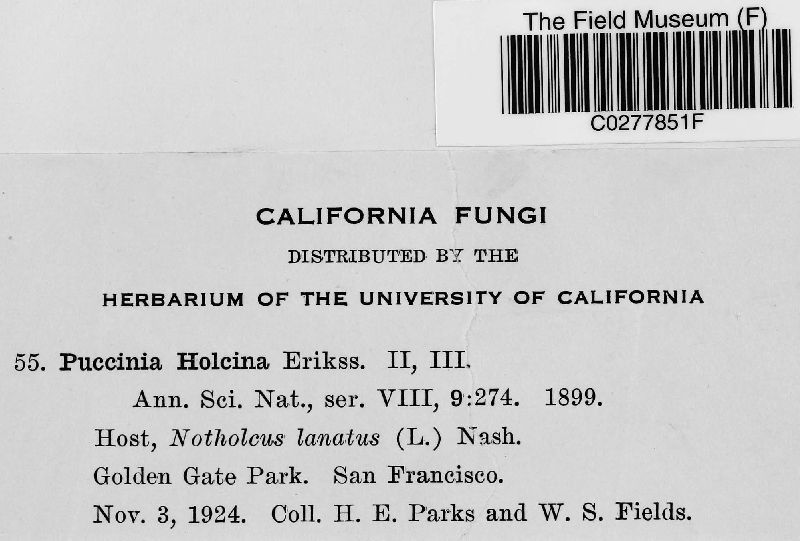 The Field Museum (F)
C0277851F
CALIFORNIA FUNGI
DISTRIBUTED BY THE
HERBARIUM OF THE UNIVERSITY OF CALIFORNIA
55. Puccinia Holcina Erikss. II, III.
Ann. Sci. Nat., ser. VIII, 9:274. 1899.
Host, Notholcus lanatus (L.) Nash.
Golden Gate Park. San Francisco.
Nov. 3, 1924. Coll. H. E. Parks and W. S. Fields.